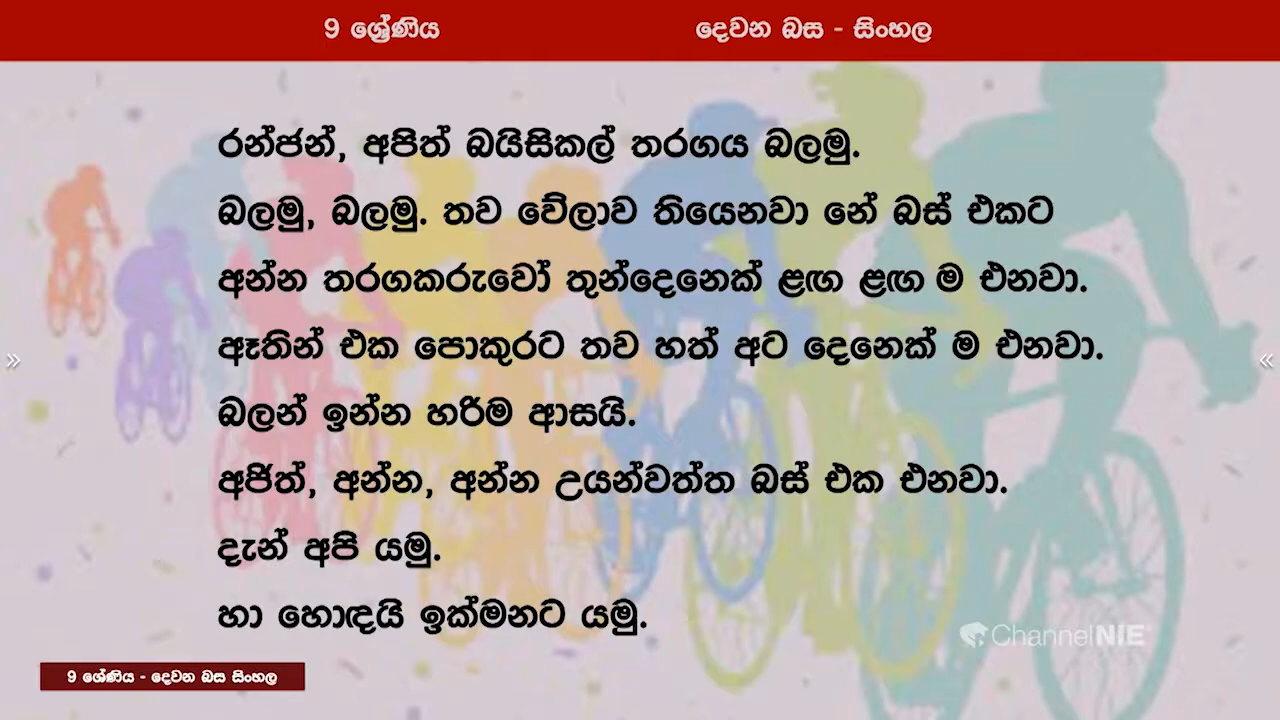 9 ශ්‍රේණිය
දෙවන බස - සිංහල
රන්ජන්, අපිත් බයිසිකල් තරගය බලමු.
බලමු, බලමු. තව වේලාව තියෙනවා නේ බස් එකට
අන්න තරගකරුවෝ තුන්දෙනෙක් ළඟ ළඟ ම එනවා.
ඈතින් එක පොකුරට තව හත් අට දෙනෙක් ම එනවා.
බලන් ඉන්න හරිම ආසයි.
අජිත්, අන්න, අන්න උයන්වත්ත බස් එක එනවා.
දැන් අපි යමු.
හා හොඳයි ඉක්මනට යමු.
ChannelNIE
9 ශේණිය - දෙවන බස සිංහල